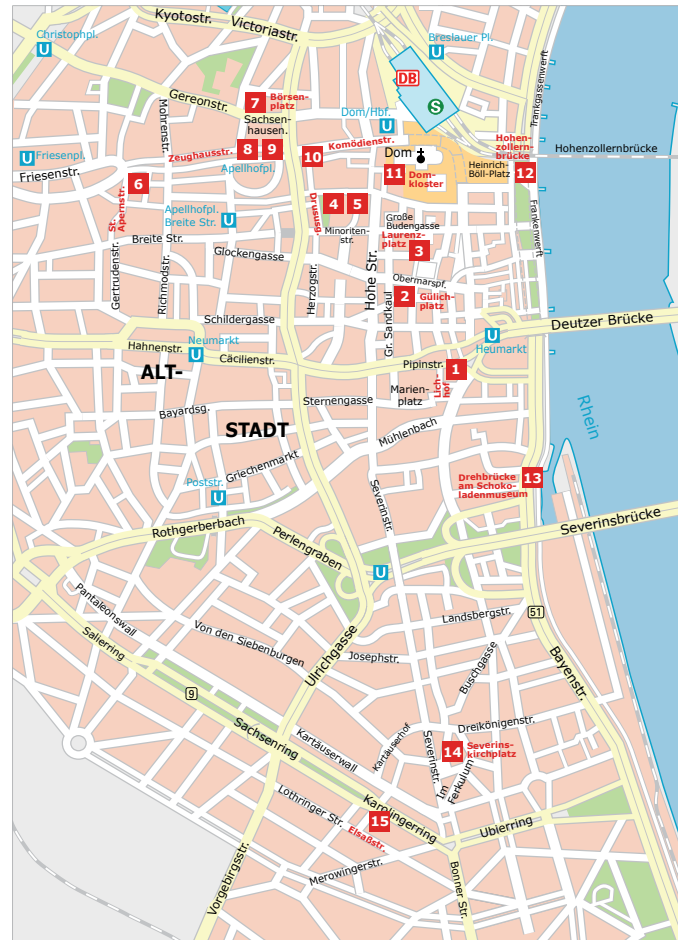 Kyotostr.
Victoriastr.
Christophpl.
U
Breslauer Pl.
U
Gereonstr.
7
Börsen-
platz
DB
S
Trankgassenwerft
Mohrenstr.
Sachsen-
hausen.
Dom/Hbf.
U
U Friesenpl.
Friesenstr.
Zeughausstr.
8
9
Apellhofpl.
10
Komödienstr.
Dom
Hohen-
zollern-
brücke
Hohenzollernbrücke
Heinrich-
Böll-Platz
12
11
Dom-
kloster
6
St.
Apernstr.
Apellhofpl.
Breite Str.
U
Drususg.
4
5
Minoriten-
str.
Große
Budengasse
Laurenz-
platz
3
Frankenwerft
Breite Str.
Glockengasse
Gertrudenstr.
Richmodstr.
Herzogstr.
Hohe Str.
Obermarspf.
2
Gülich-
platz
Gr. Sandkaul
Schildergasse
Deutzer Brücke
U
Heumarkt
Neumarkt
U
Hahnenstr.
Cäcilienstr.
Pipinstr.
1
Lich-
hof
ALT-
Marien-
platz
Sternengasse
Bayardsg.
STADT
Mühlenbach
Rhein
Griechenmarkt
Poststr.
U
Severinstr.
Drehbrücke
am Schoko-
ladenmuseum
13
Rothgerberbach
Perlengraben
Severinsbrücke
U
Pantaleonswall
Salierring
Von den Siebenburgen
Ulrichgasse
Josephstr.
Landsbergstr.
51
Buschgasse
Bayenstr.
9
Sachsenring
Kartäuserwall
Kartäuserhof
Severinstr.
Dreikönigenstr.
14
Severins-
kirchplatz
Im
Ferkulum
Lothringer Str.
Karolingerring
15
Elsaßstr.
Ubierring
Merowingerstr.
Vorgebirgsstr.
Bonner Str.